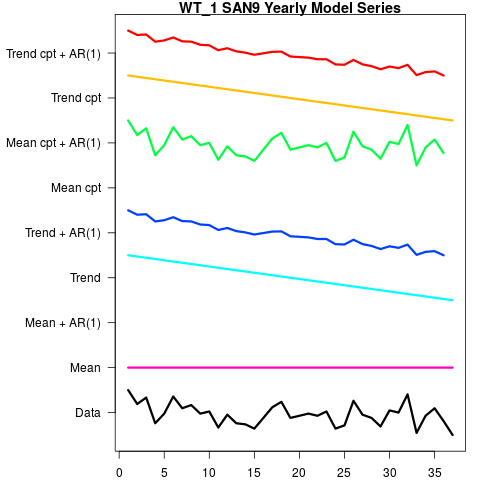 WT_1 SAN9 Yearly Model Series
Trend cpt + AR(1)
Trend cpt
Mean cpt + AR(1)
Mean cpt
Trend + AR(1)
Trend
Mean + AR(1)
Mean
Data
0 5 10 15 20 25 30 35